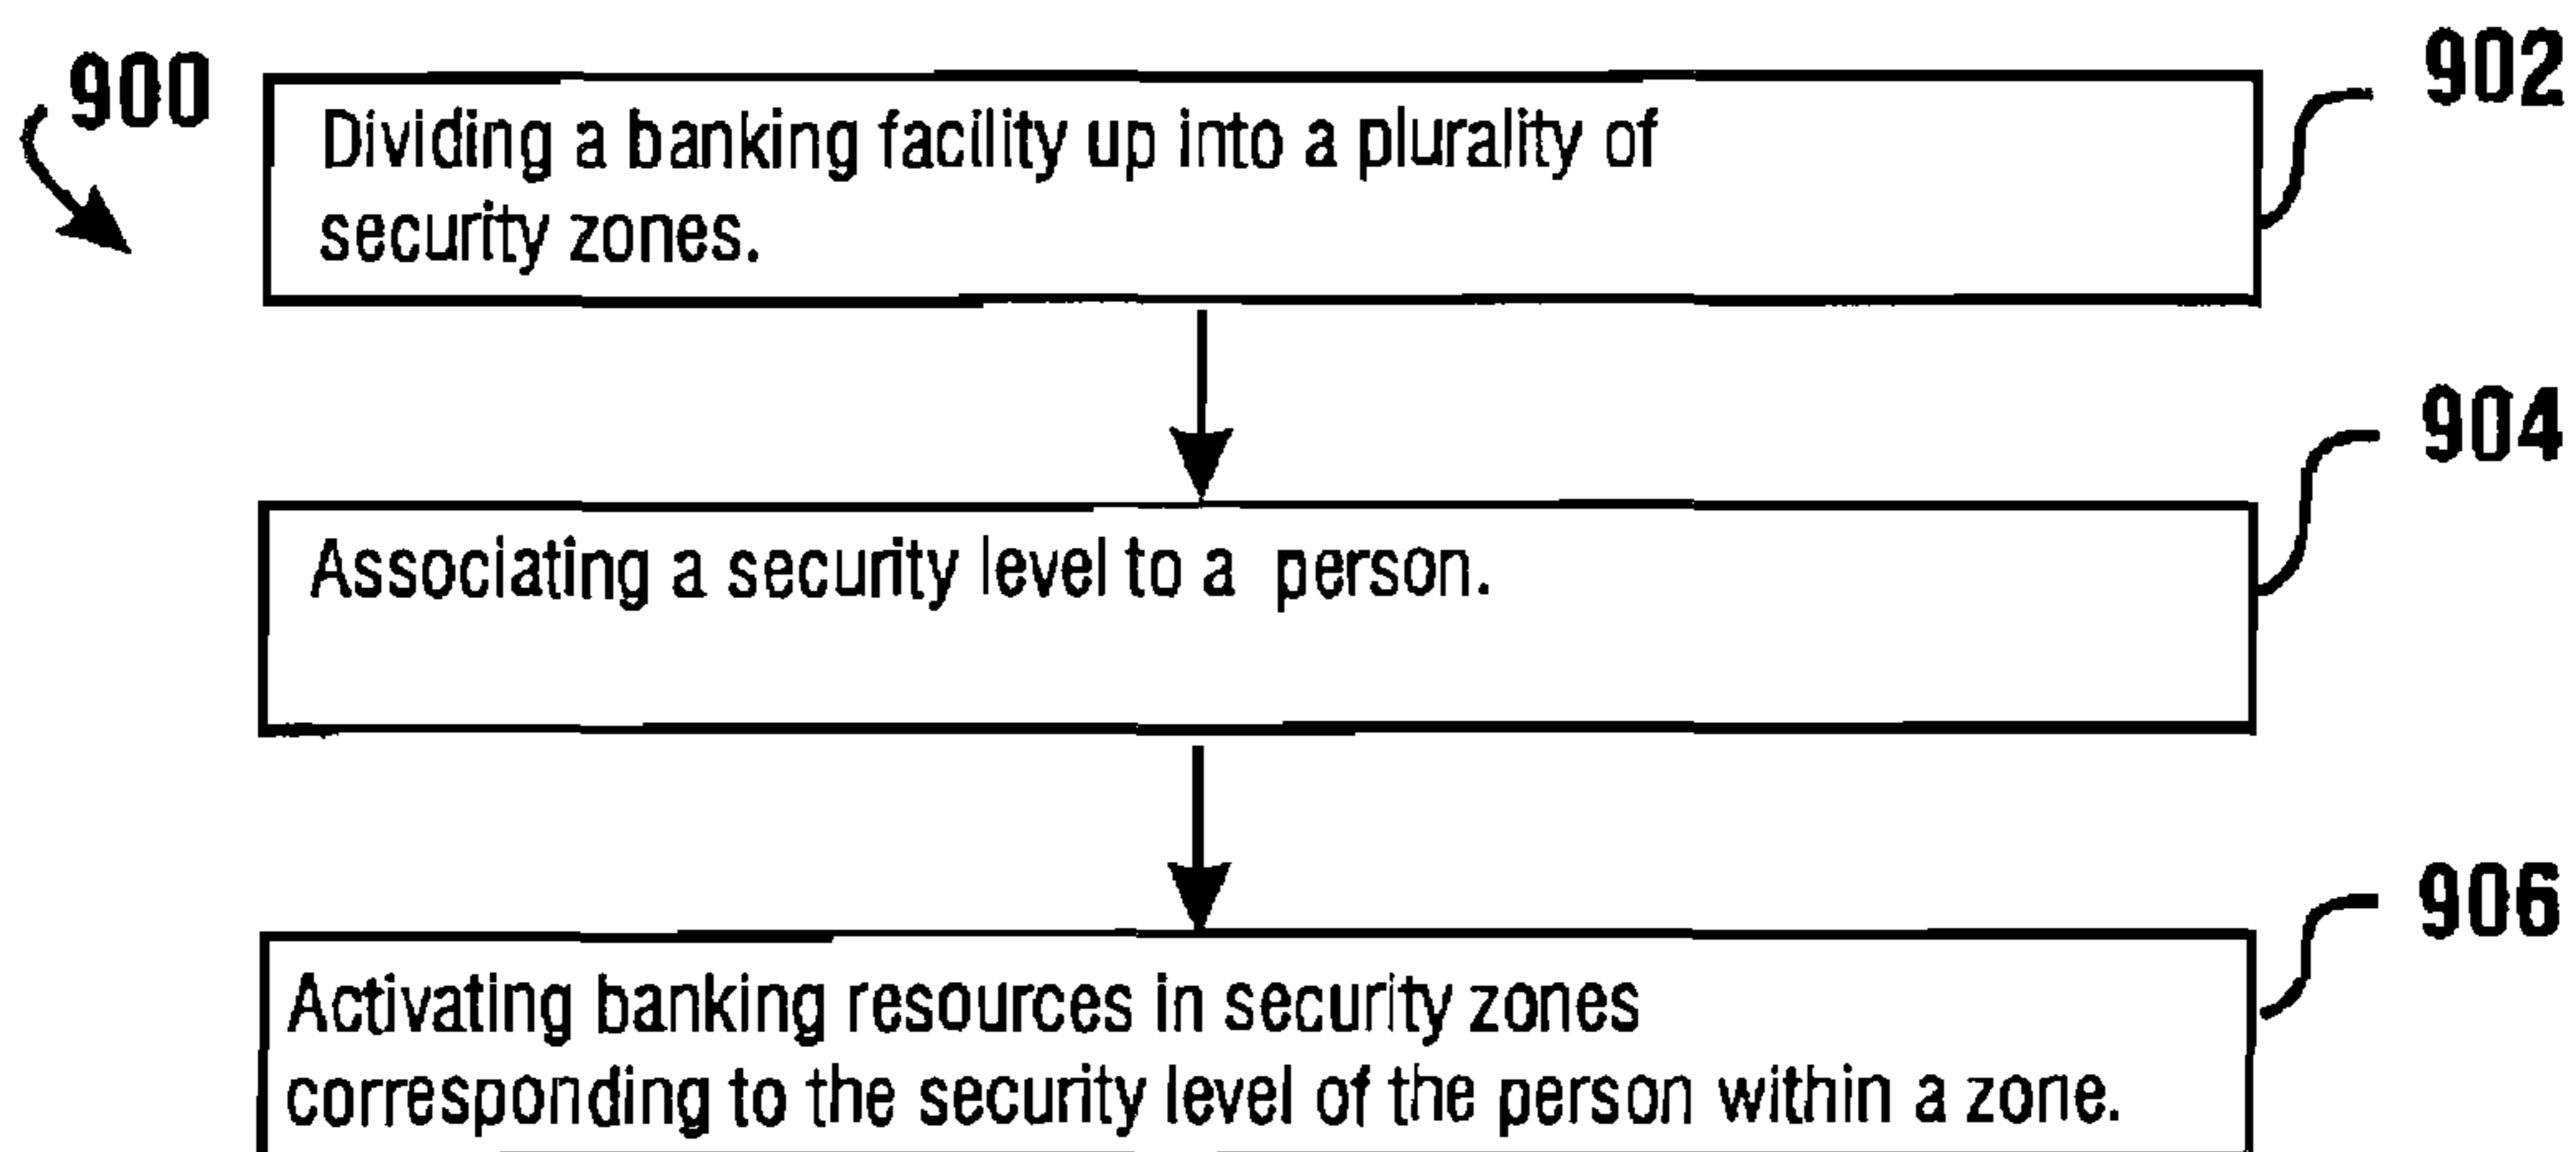 900
902
Dividing a banking facility up into a plurality of
security zones.
904
Associating a security level to a person.
906
Activating banking resources in security zones
corresponding to the security level of the person within a zone.